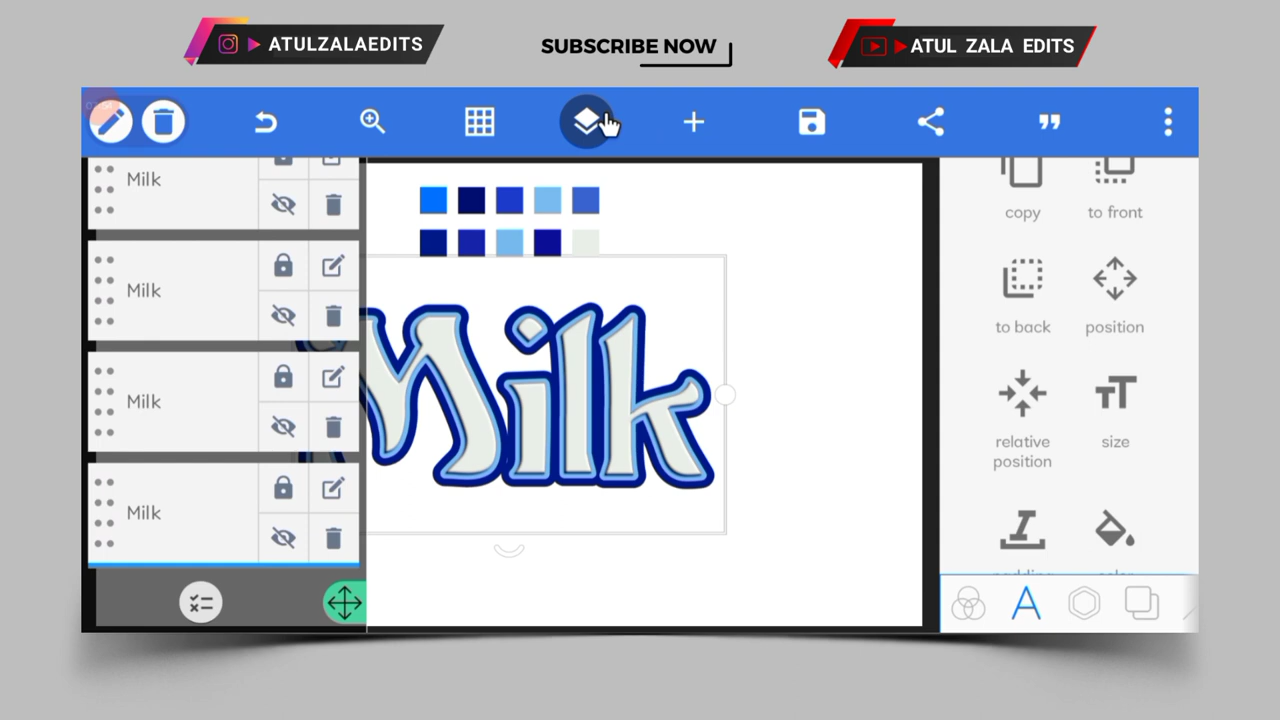 ATULZALAEDITS
SUBSCRIBE NOW
ATUL ZALA EDITS
Milk
Milk
Milk
Milk
Milk
copy
to front
to back
position
relative
position
size